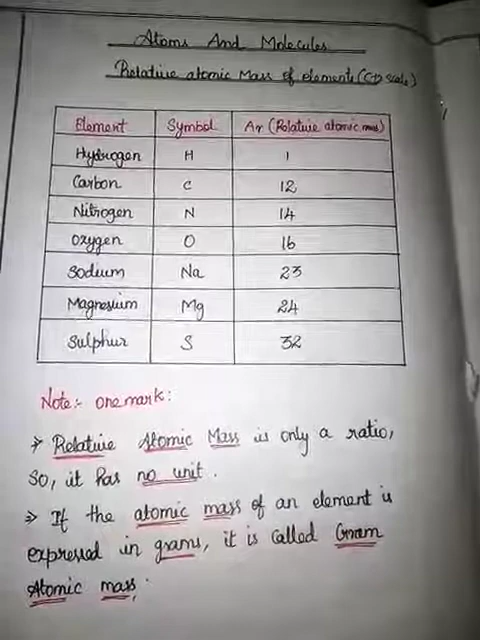 Atoms And Molecules
Relative atomic Mass of elements (C-12 scale)
Element Symbol Ar (Relative atomic mass)
Hydrogen H 1
Carbon C 12
Nitrogen N 14
Oxygen O 16
Sodium Na 23
Magnesium Mg 24
Sulphur S 32
Note:- one mark:
→ Relative Atomic Mass is only a ratio,
So, it has no unit.
→ If the atomic mass of an element is
expressed in grams, it is called Gram
Atomic mass.